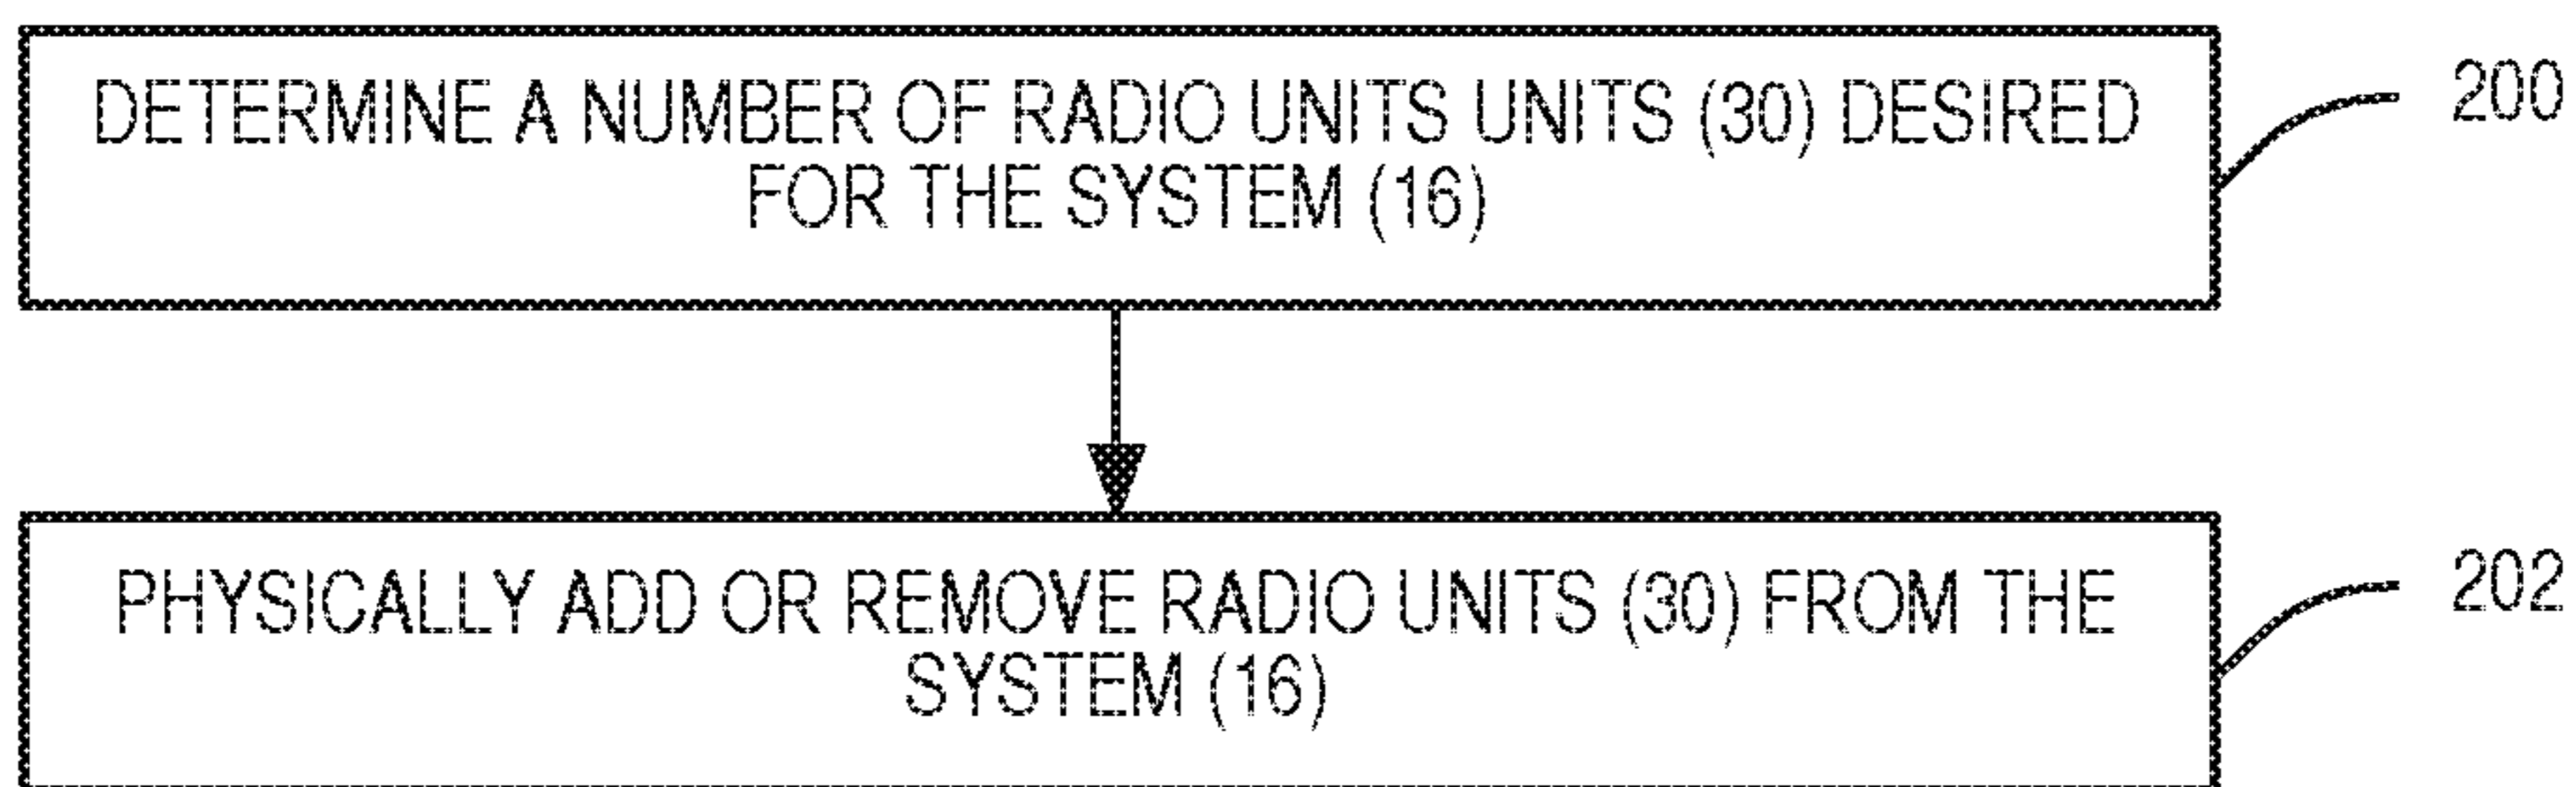 DETERMINE A NUMBER OF RADIO UNITS UNITS (30) DESIRED
FOR THE SYSTEM (16)
200
PHYSICALLY ADD OR REMOVE RADIO UNITS (30) FROM THE
SYSTEM (16)
202